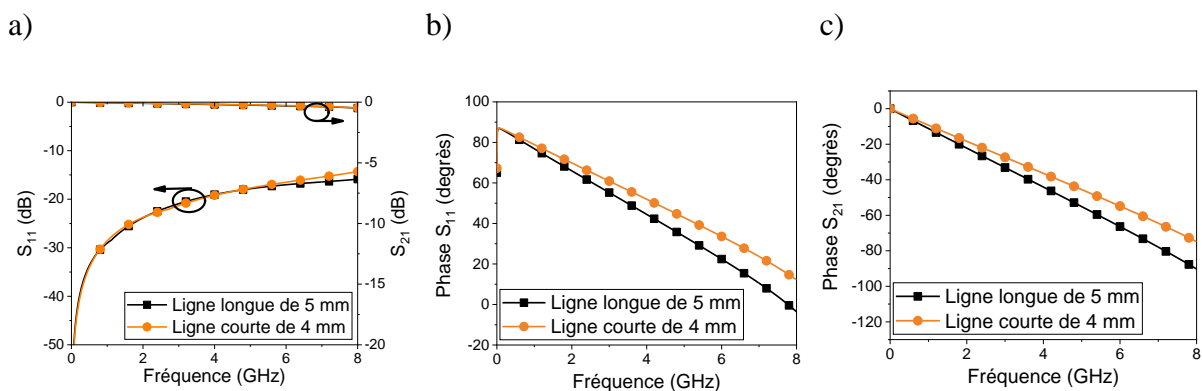 a)
b)
c)
0
-10
-20
-30
-40
-50
S11 (dB)
0
-5
-10
-15
-20
S21 (dB)
0 2 4 6 8
Fréquence (GHz)
Ligne longue de 5 mm
Ligne courte de 4 mm
100
80
60
40
20
0
-20
Phase S11 (degrès)
0 2 4 6 8
Fréquence (GHz)
Ligne longue de 5 mm
Ligne courte de 4 mm
0
-20
-40
-60
-80
-100
-120
Phase S21 (degrès)
0 2 4 6 8
Fréquence (GHz)
Ligne longue de 5 mm
Ligne courte de 4 mm